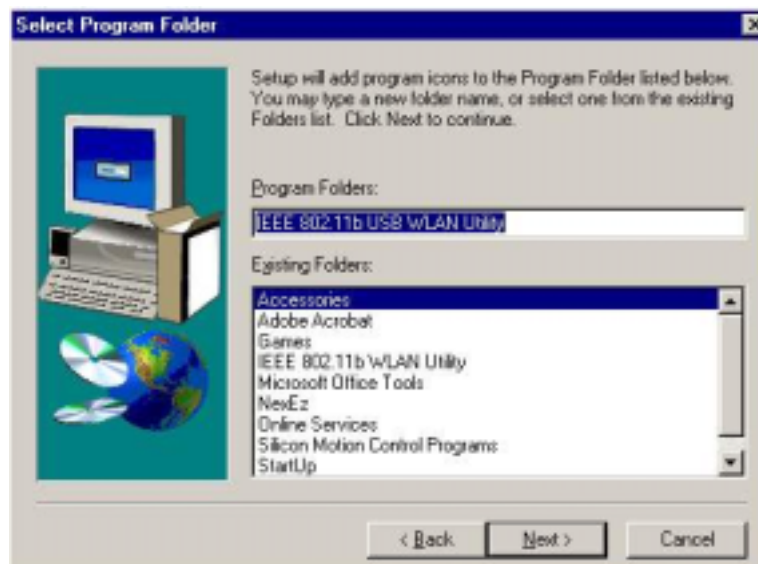 Select Program Folder
Setup will add program icons to the Program Folder listed below.
You may type a new folder name, or select one from the existing
Folders list. Click Next to continue.
Program Folders:
IEEE 802.11b USB WLAN Utility
Existing Folders:
Accessories
Adobe Acrobat
Games
IEEE 802.11b WLAN Utility
Microsoft Office Tools
NexEz
Online Services
Silicon Motion Control Programs
StartUp
< Back
Next >
Cancel